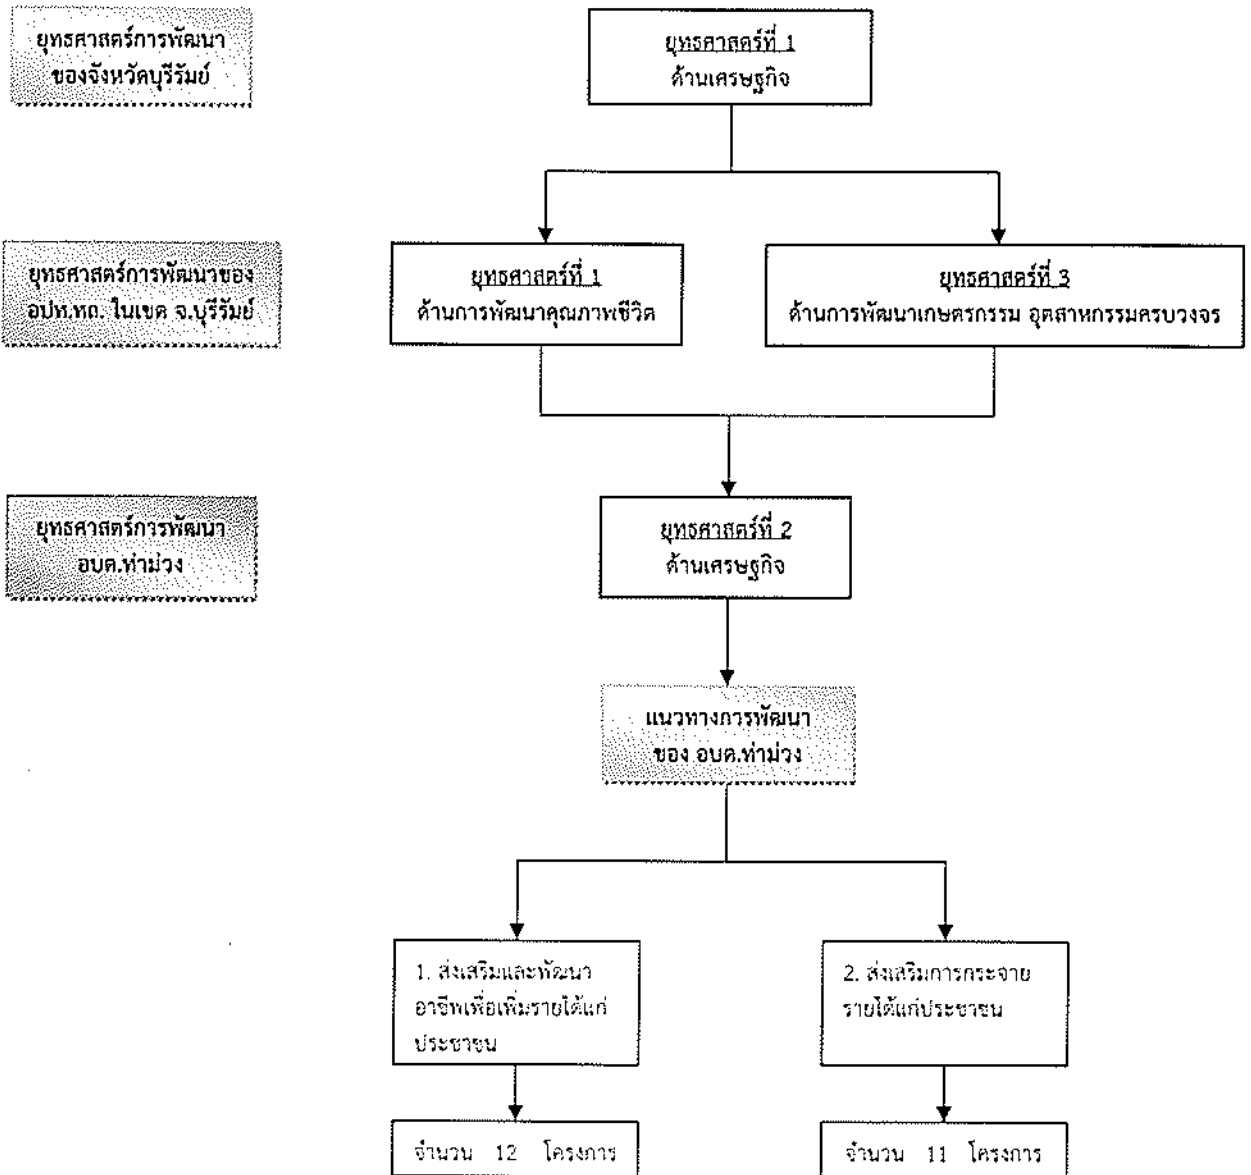 ยุทธศาสตร์การพัฒนา
ของจังหวัดบุรีรัมย์
ยุทธศาสตร์ที่ 1
ด้านเศรษฐกิจ
ยุทธศาสตร์การพัฒนาของ
อปท.ทถ. ในเขต จ.บุรีรัมย์
ยุทธศาสตร์ที่ 1
ด้านการพัฒนาคุณภาพชีวิต
ยุทธศาสตร์ที่ 3
ด้านการพัฒนาเกษตรกรรม อุตสาหกรรมครบวงจร
ยุทธศาสตร์การพัฒนา
อบต.ท่าม่วง
ยุทธศาสตร์ที่ 2
ด้านเศรษฐกิจ
แนวทางการพัฒนา
ของ อบต.ท่าม่วง
1. ส่งเสริมและพัฒนา
อาชีพเพื่อเพิ่มรายได้แก่
ประชาชน
2. ส่งเสริมการกระจาย
รายได้แก่ประชาชน
จำนวน 12 โครงการ
จำนวน 11 โครงการ